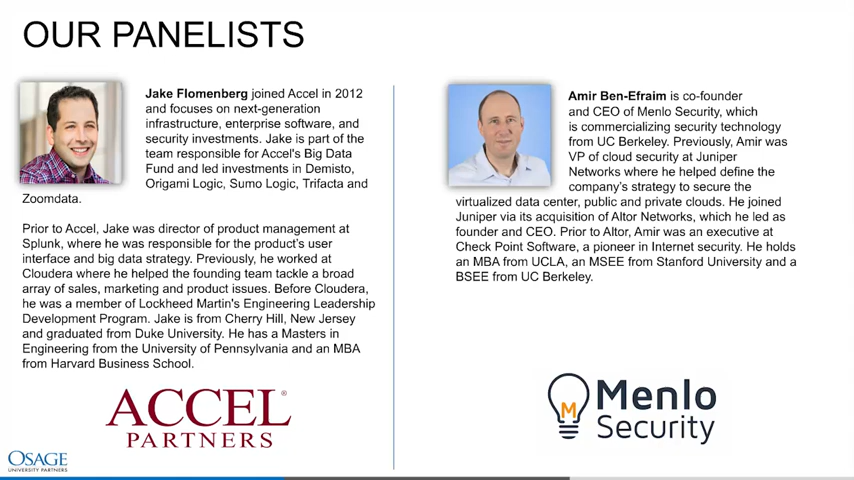 OUR PANELISTS
Jake Flomenberg joined Accel in 2012
and focuses on next-generation
infrastructure, enterprise software, and
security investments. Jake is part of the
team responsible for Accel's Big Data
Fund and led investments in Demisto,
Origami Logic, Sumo Logic, Trifacta and
Zoomdata.
Prior to Accel, Jake was director of product management at
Splunk, where he was responsible for the product's user
interface and big data strategy. Previously, he worked at
Cloudera where he helped the founding team tackle a broad
array of sales, marketing and product issues. Before Cloudera,
he was a member of Lockheed Martin's Engineering Leadership
Development Program. Jake is from Cherry Hill, New Jersey
and graduated from Duke University. He has a Masters in
Engineering from the University of Pennsylvania and an MBA
from Harvard Business School.
ACCEL®
PARTNERS
Amir Ben-Efraim is co-founder
and CEO of Menlo Security, which
is commercializing security technology
from UC Berkeley. Previously, Amir was
VP of cloud security at Juniper
Networks where he helped define the
company's strategy to secure the
virtualized data center, public and private clouds. He joined
Juniper via its acquisition of Altor Networks, which he led as
founder and CEO. Prior to Altor, Amir was an executive at
Check Point Software, a pioneer in Internet security. He holds
an MBA from UCLA, an MSEE from Stanford University and a
BSEE from UC Berkeley.
M
Menlo
Security
OSAGE
UNIVERSITY PARTNERS